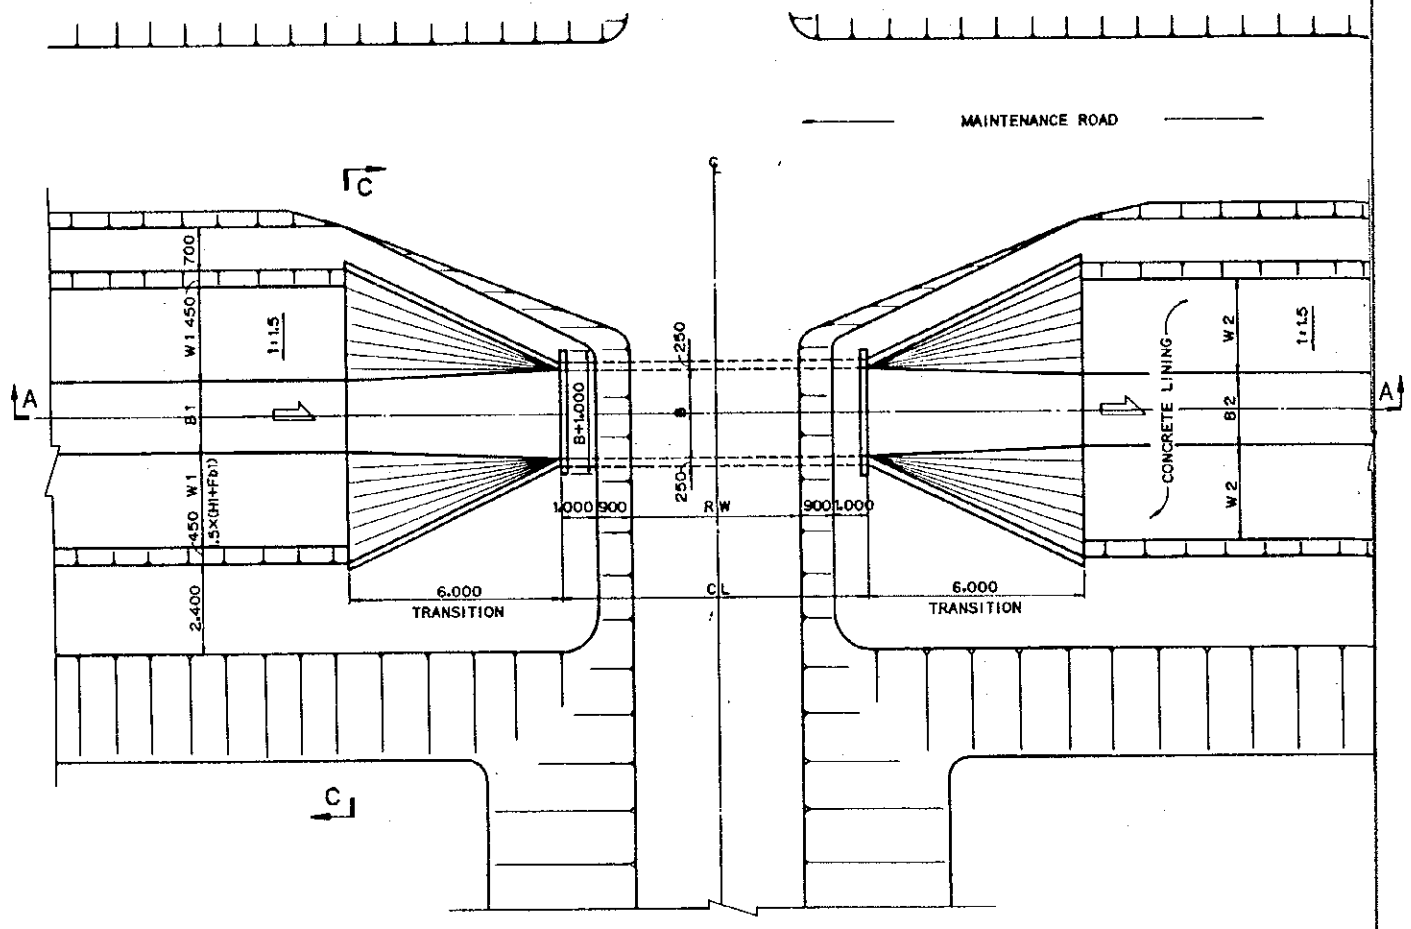 MAINTENANCE ROAD
C
℄
700
W1 450
1:1.5
250
W2
1:1.5
A
B1
B+1.000
B
CONCRETE LINING
B2
A
450 W1
.5X(H1+Fb1)
250
W2
1.000 900
RW
900 1.000
2.400
6.000
TRANSITION
CL
6.000
TRANSITION
C